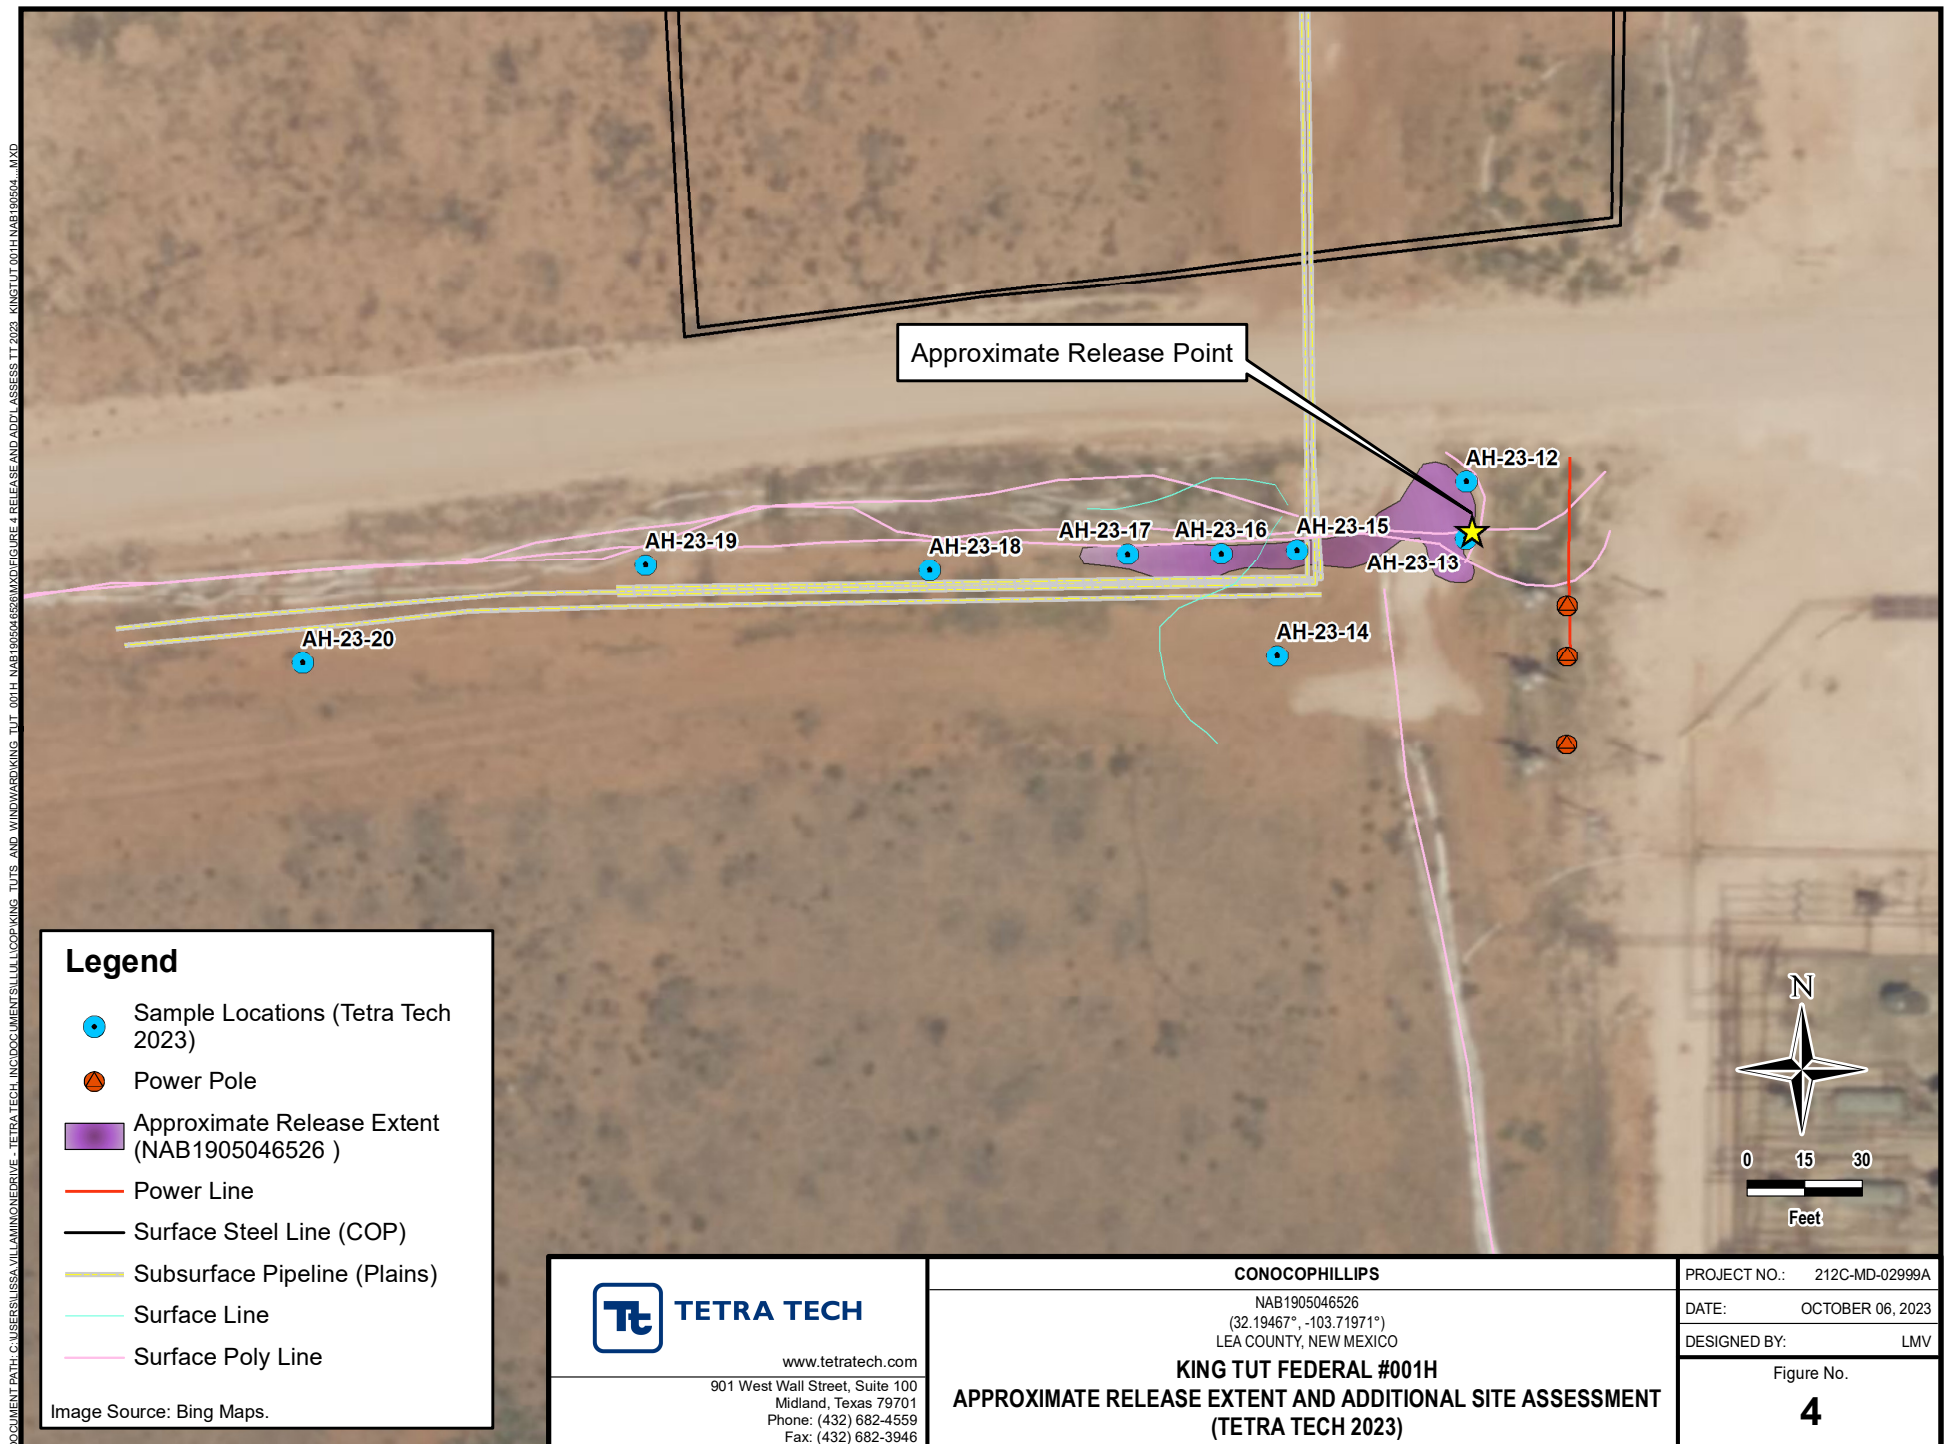 Approximate Release Point
AH-23-12
AH-23-19
AH-23-18
AH-23-17
AH-23-16
AH-23-15
AH-23-13
AH-23-20
AH-23-14
Legend
Sample Locations (Tetra Tech
2023)
Power Pole
Approximate Release Extent
(NAB1905046526 )
Power Line
Surface Steel Line (COP)
Subsurface Pipeline (Plains)
Surface Line
Surface Poly Line
Image Source: Bing Maps.
N
0 15 30
Feet
Tt TETRA TECH
www.tetratech.com
901 West Wall Street, Suite 100
Midland, Texas 79701
Phone: (432) 682-4559
Fax: (432) 682-3946
CONOCOPHILLIPS
NAB1905046526
(32.19467°, -103.71971°)
LEA COUNTY, NEW MEXICO
KING TUT FEDERAL #001H
APPROXIMATE RELEASE EXTENT AND ADDITIONAL SITE ASSESSMENT
(TETRA TECH 2023)
PROJECT NO.: 212C-MD-02999A
DATE: OCTOBER 06, 2023
DESIGNED BY: LMV
Figure No.
4